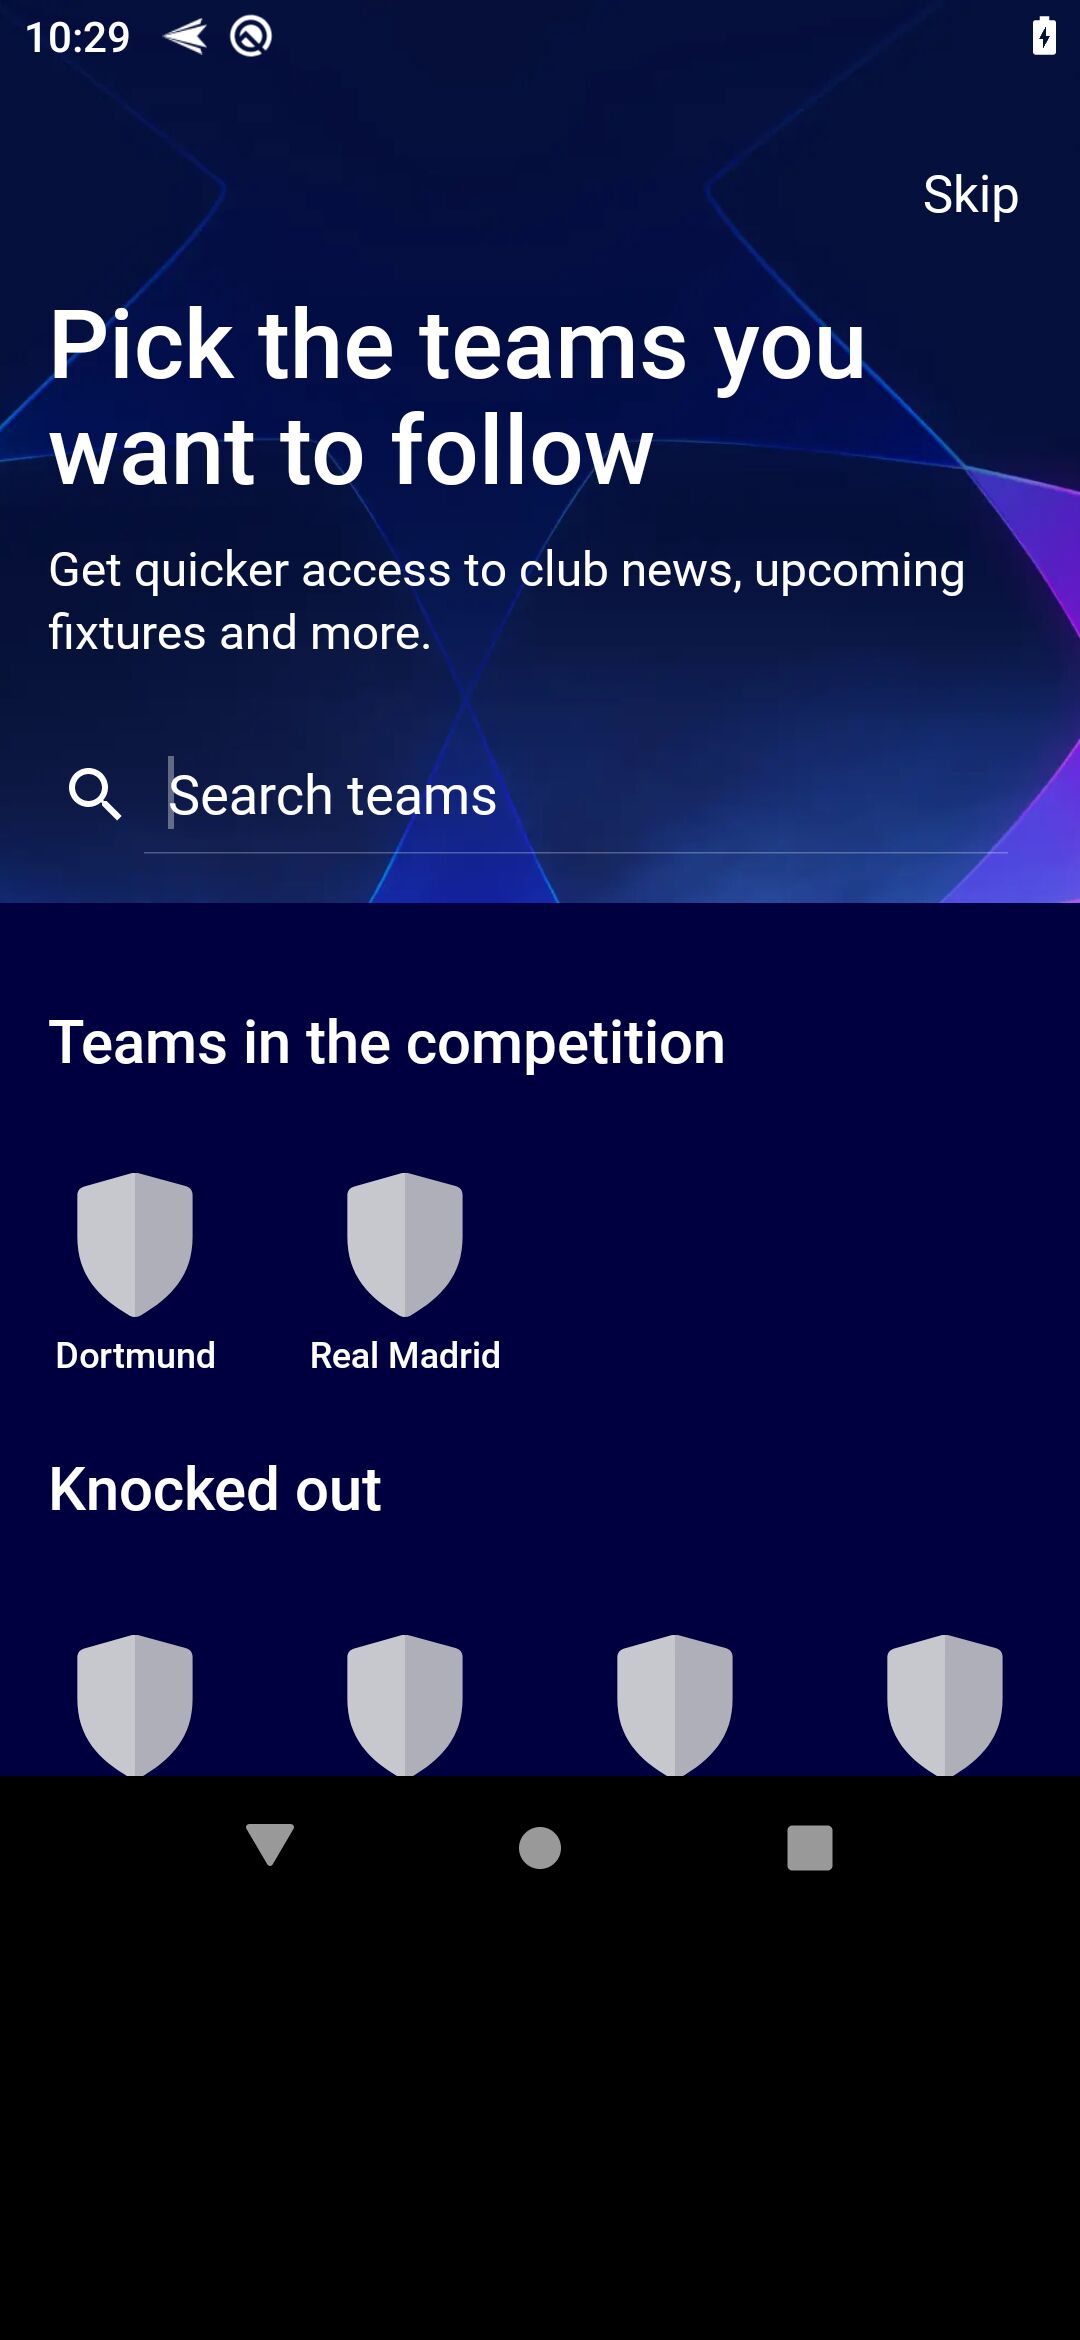 10:29
Skip
Pick the teams you
want to follow
Get quicker access to club news, upcoming
fixtures and more.
Search teams
Teams in the competition
Dortmund Real Madrid
Knocked out